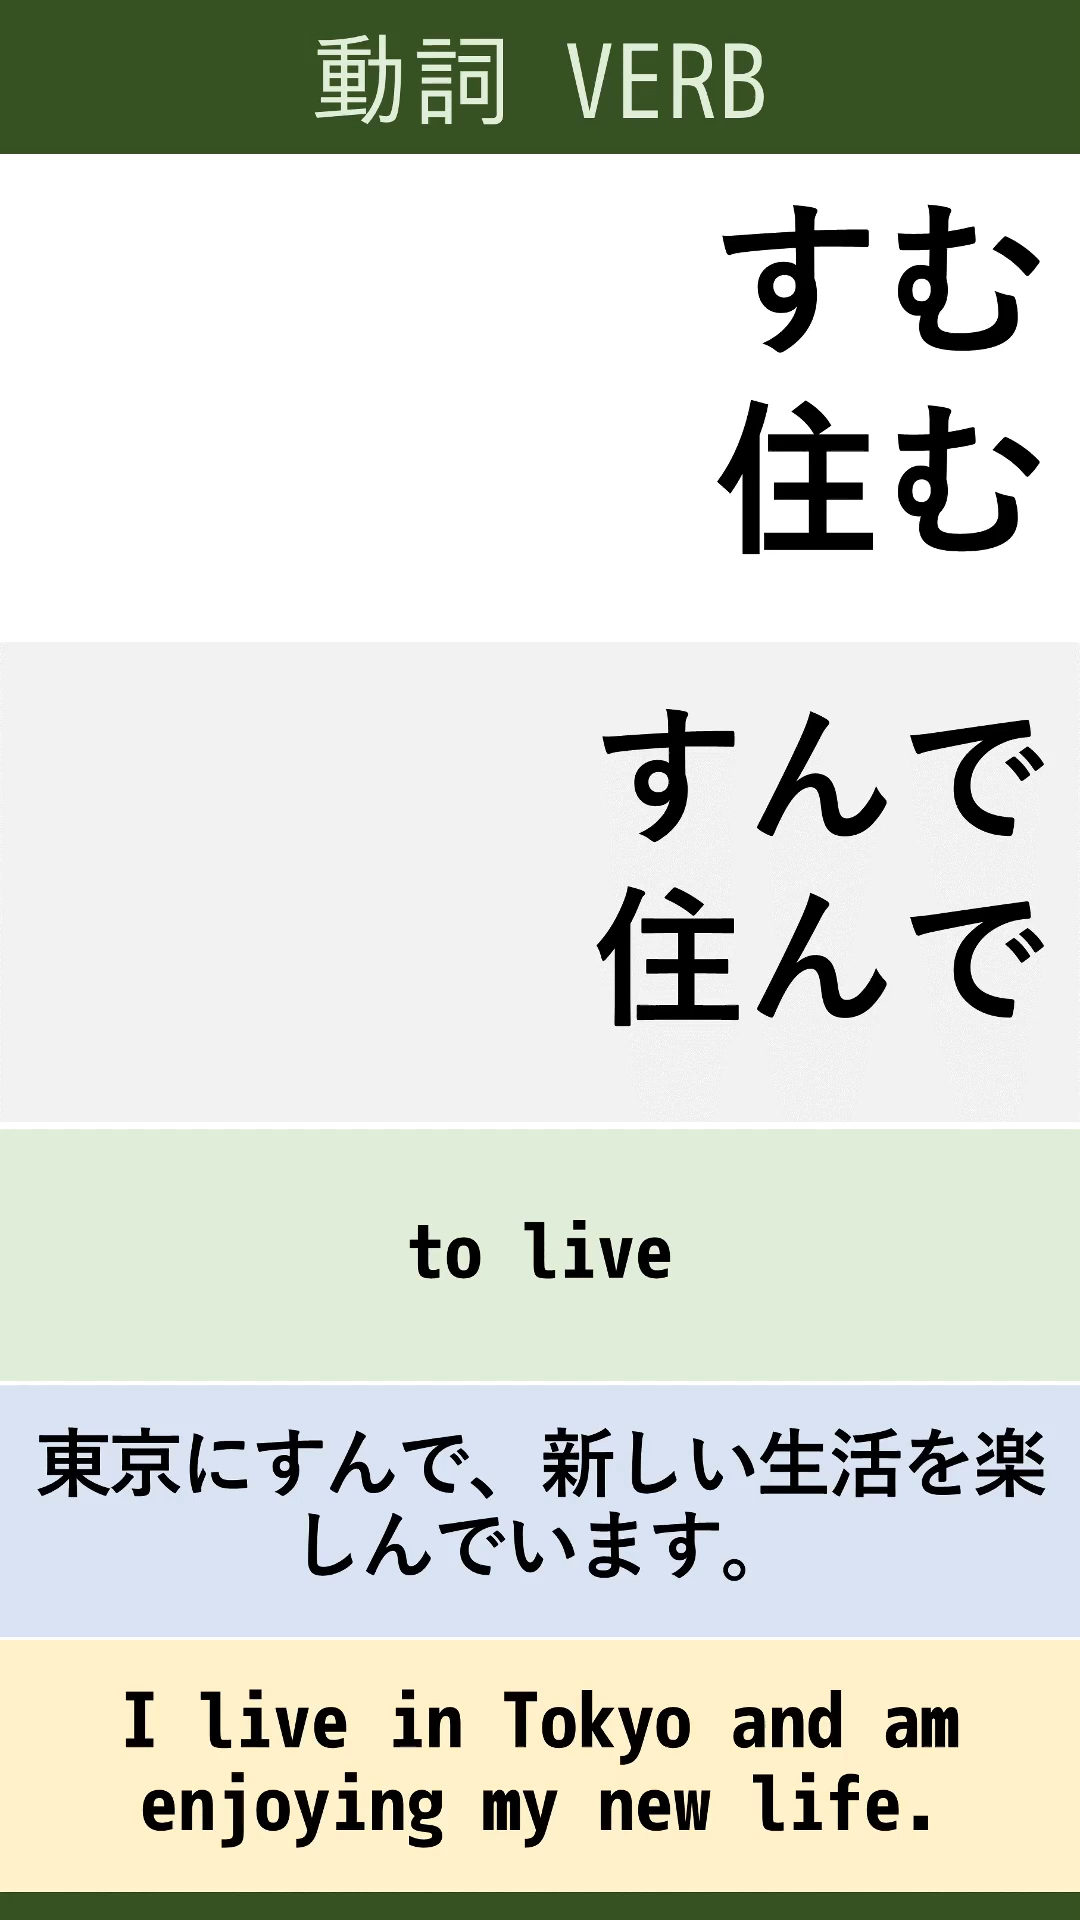 動詞 VERB
すむ
住む
すんで
住んで
to live
東京にすんで、新しい生活を楽
しんでいます。
I live in Tokyo and am
enjoying my new life.